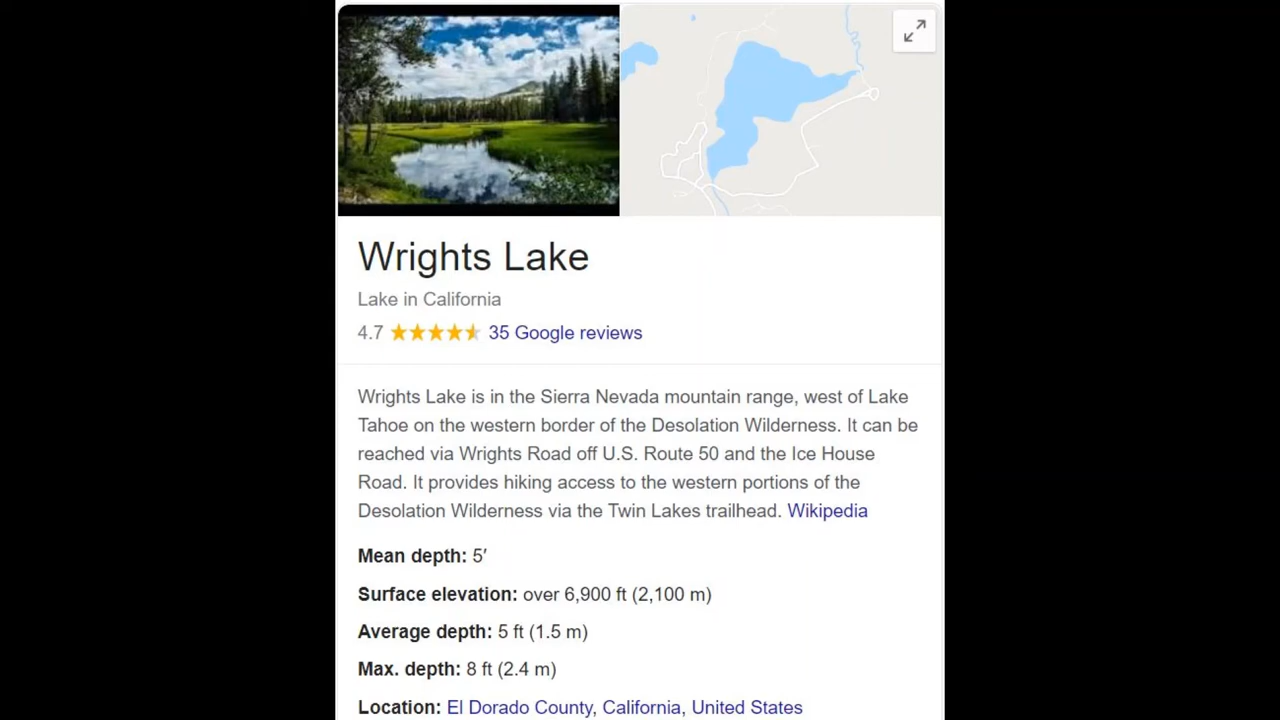 Wrights Lake
Lake in California
4.7 35 Google reviews
Wrights Lake is in the Sierra Nevada mountain range, west of Lake
Tahoe on the western border of the Desolation Wilderness. It can be
reached via Wrights Road off U.S. Route 50 and the Ice House
Road. It provides hiking access to the western portions of the
Desolation Wilderness via the Twin Lakes trailhead. Wikipedia
Mean depth: 5′
Surface elevation: over 6,900 ft (2,100 m)
Average depth: 5 ft (1.5 m)
Max. depth: 8 ft (2.4 m)
Location: El Dorado County, California, United States